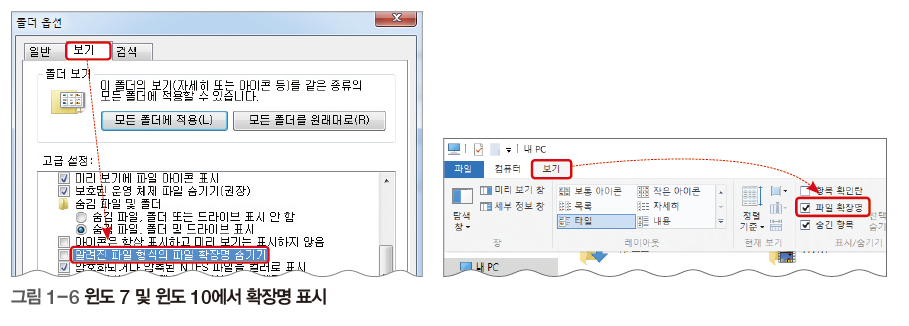 폴더 옵션
일반 보기 검색
폴더 보기
이 폴더의 보기(자세히 또는 아이콘 등)를 같은 종류의
모든 폴더에 적용할 수 있습니다.
모든 폴더에 적용(L) 모든 폴더를 원래대로(R)
고급 설정:
미리 보기에 파일 아이콘 표시
보호된 운영 체제 파일 숨기기(권장)
숨김 파일 및 폴더
숨김 파일, 폴더 또는 드라이브 표시 안 함
숨김 파일, 폴더 및 드라이브 표시
아이콘은 항상 표시하고 미리 보기는 표시하지 않음
알려진 파일 형식의 파일 확장명 숨기기
암호화되거나 압축된 NTFS 파일을 컬러로 표시
내 PC
파일 컴퓨터 보기
탐색
창
미리 보기 창
세부 정보 창
창
보통 아이콘 작은 아이콘
목록 자세히
타일 내용
레이아웃
정렬
기준
현재 보기
항목 확인란
파일 확장명
숨긴 항목
선택
숨기
표시/숨기기
내 PC
그림 1-6 윈도 7 및 윈도 10에서 확장명 표시